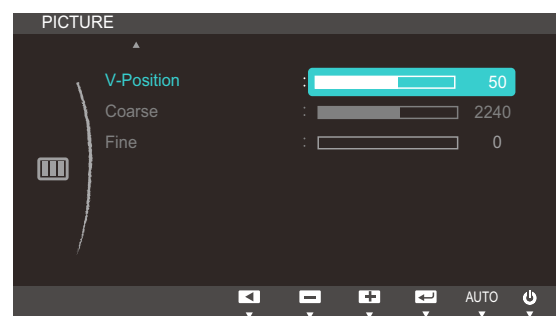 PICTURE
V-Position : 50
Coarse : 2240
Fine : 0
AUTO